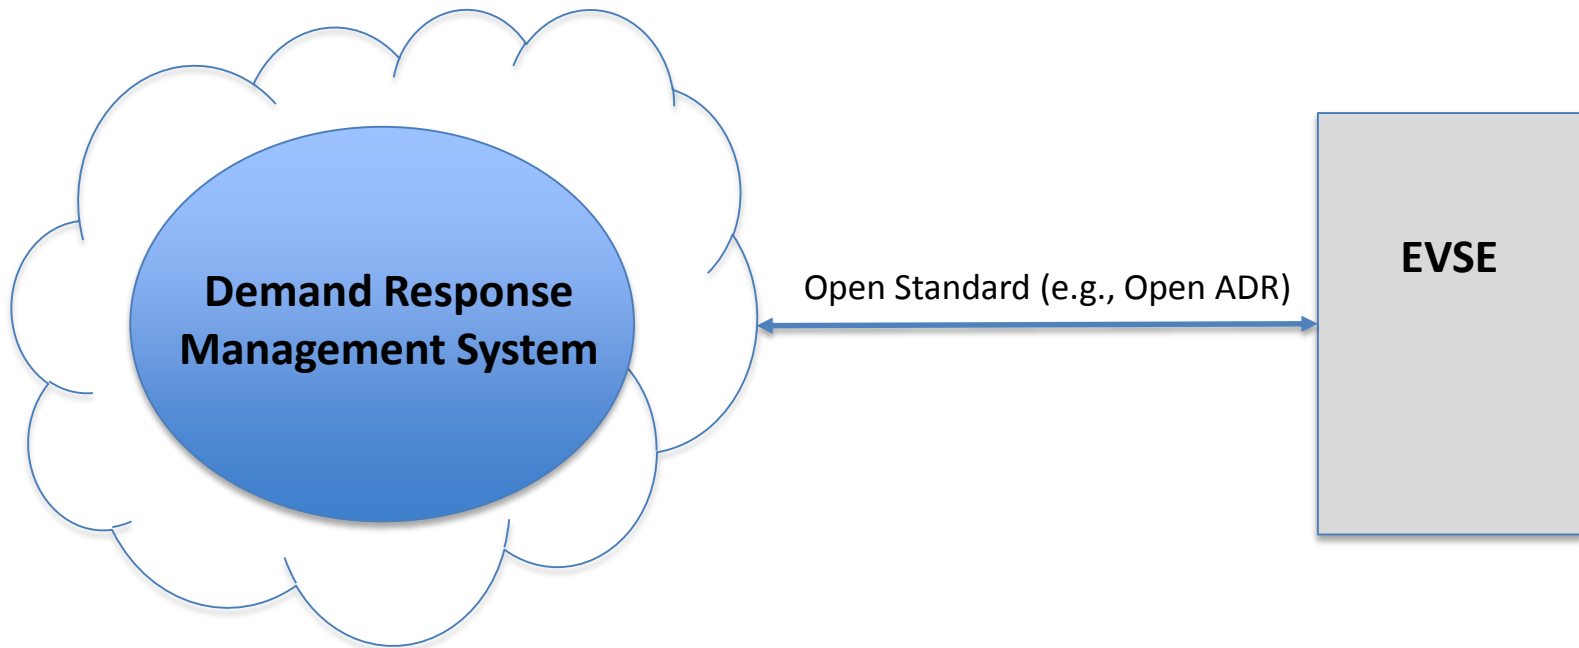 Demand Response
Management System
Open Standard (e.g., Open ADR)
EVSE